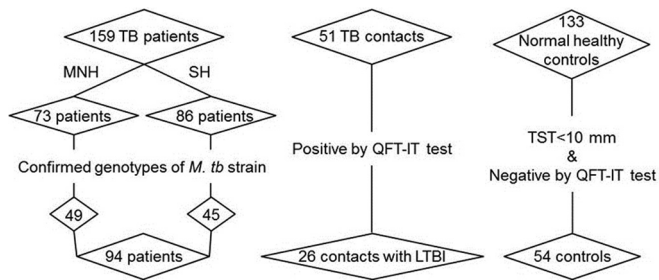 159 TB patients
MNH
SH
73 patients
86 patients
Confirmed genotypes of M. tb strain
49
45
94 patients
51 TB contacts
Positive by QFT-IT test
26 contacts with LTBI
133
Normal healthy
controls
TST<10 mm
&
Negative by QFT-IT test
54 controls